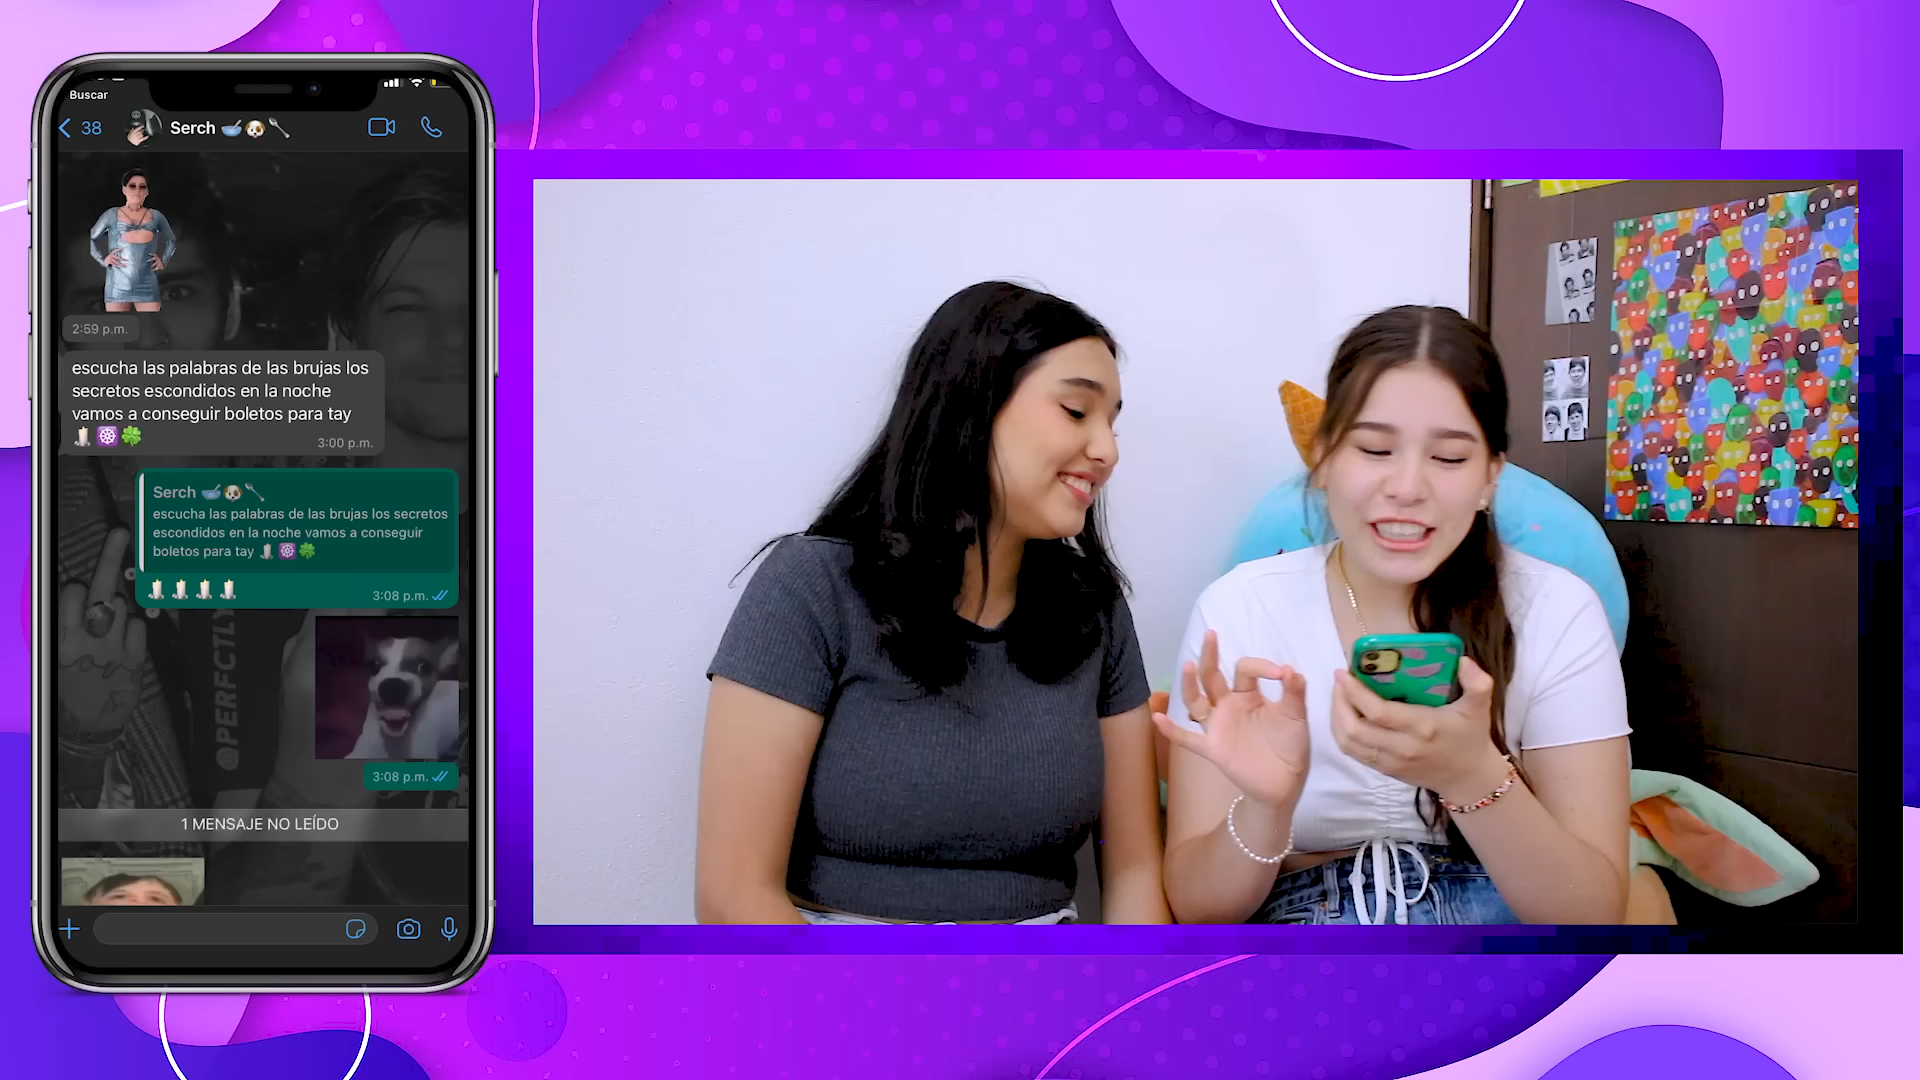 Buscar
38
Serch 🥣🐶🥄
2:59 p.m.
escucha las palabras de las brujas los
secretos escondidos en la noche
vamos a conseguir boletos para tay
🕯️☸️🍀
3:00 p.m.
Serch 🥣🐶🥄
escucha las palabras de las brujas los secretos
escondidos en la noche vamos a conseguir
boletos para tay 🕯️☸️🍀
🕯️🕯️🕯️🕯️
3:08 p.m.
@PERFCTLY
3:08 p.m.
1 MENSAJE NO LEÍDO